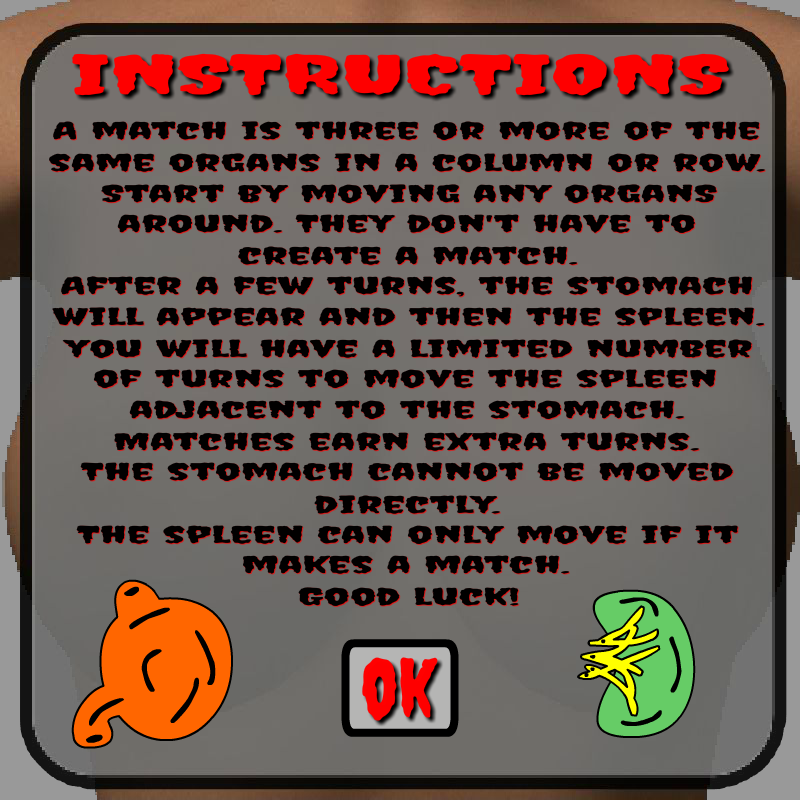 INSTRUCTIONS
A MATCH IS THREE OR MORE OF THE
SAME ORGANS IN A COLUMN OR ROW.
START BY MOVING ANY ORGANS
AROUND. THEY DON'T HAVE TO
CREATE A MATCH.
AFTER A FEW TURNS, THE STOMACH
WILL APPEAR AND THEN THE SPLEEN.
YOU WILL HAVE A LIMITED NUMBER
OF TURNS TO MOVE THE SPLEEN
ADJACENT TO THE STOMACH.
MATCHES EARN EXTRA TURNS.
THE STOMACH CANNOT BE MOVED
DIRECTLY.
THE SPLEEN CAN ONLY MOVE IF IT
MAKES A MATCH.
GOOD LUCK!
OK